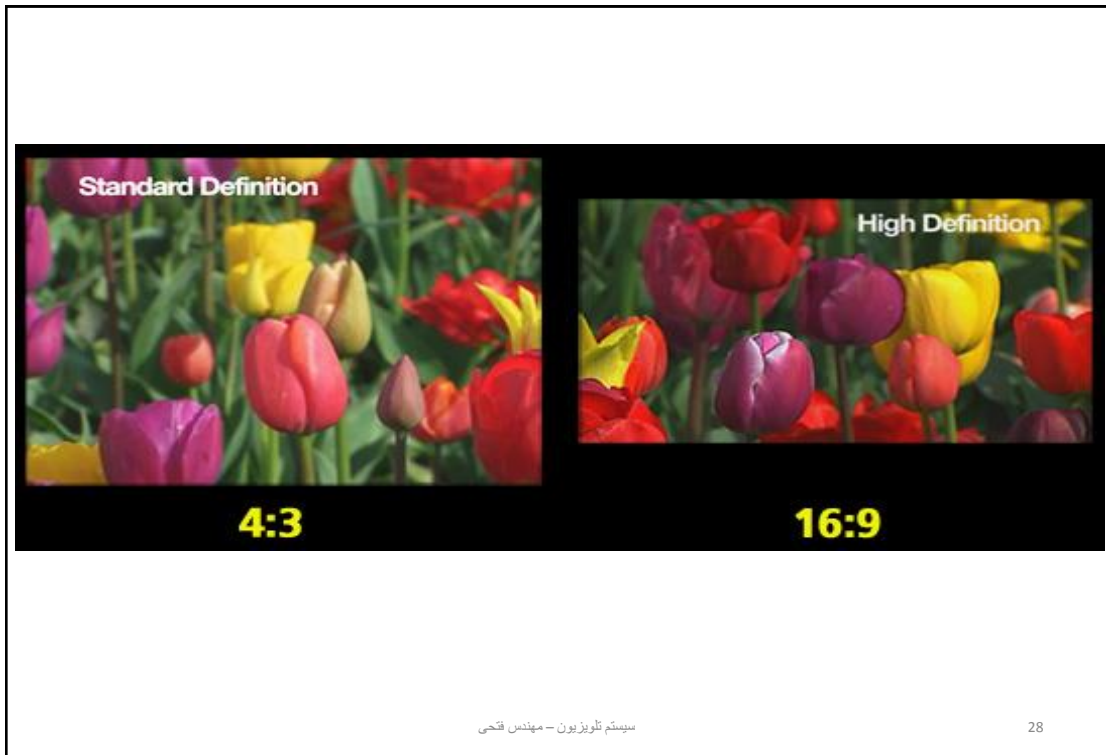 Standard Definition
High Definition
4:3
16:9
سیستم تلویزیون – مهندس فتحی
28